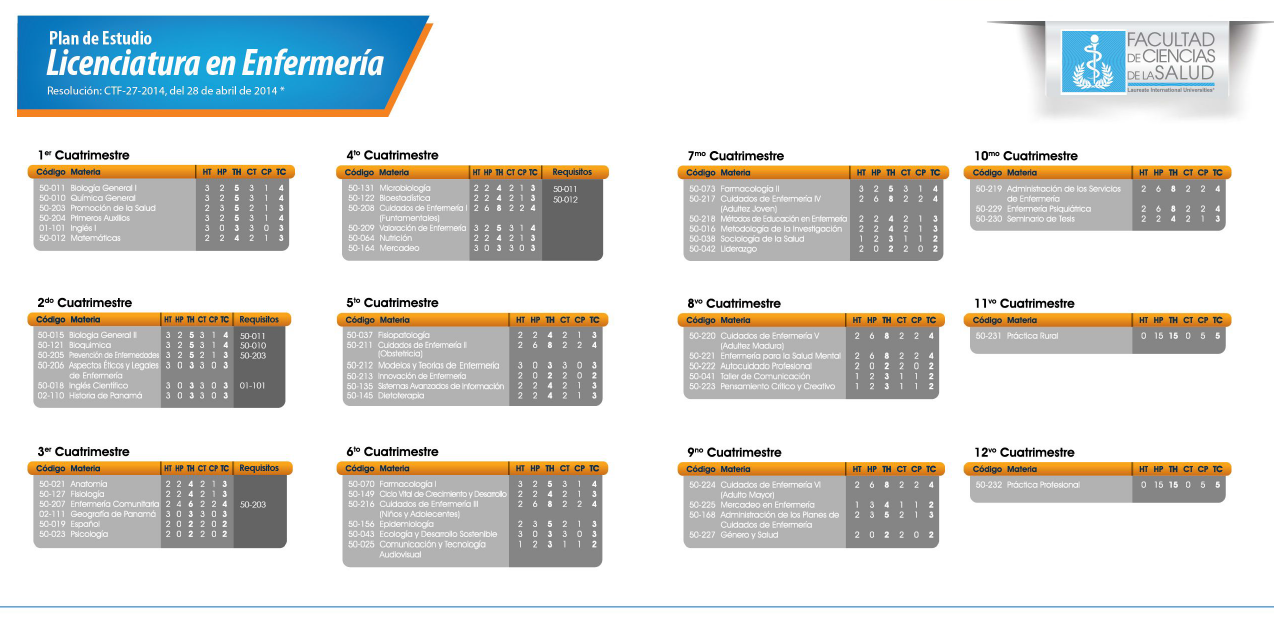 Plan de Estudio
Licenciatura en Enfermería
Resolución: CTF-27-2014, del 28 de abril de 2014 *
FACULTAD
DE CIENCIAS
DE LA SALUD
Laureate International Universities®
1er Cuatrimestre
Código Materia HT HP TH CT CP TC
50-011 Biología General I 3 2 5 3 1 4
50-010 Química General 3 2 5 3 1 4
50-203 Promoción de la Salud 2 3 5 2 1 3
50-204 Primeros Auxilios 3 2 5 3 1 4
01-101 Inglés I 3 0 3 3 0 3
50-012 Matemáticas 2 2 4 2 1 3
2do Cuatrimestre
Código Materia HT HP TH CT CP TC Requisitos
50-015 Biología General II 3 2 5 3 1 4 50-011
50-121 Bioquímica 3 2 5 3 1 4 50-010
50-205 Prevención de Enfermedades 3 2 5 2 1 3 50-203
50-206 Aspectos Éticos y Legales 3 0 3 3 0 3
de Enfermería
50-018 Inglés Científico 3 0 3 3 0 3 01-101
02-110 Historia de Panamá 3 0 3 3 0 3
3er Cuatrimestre
Código Materia HT HP TH CT CP TC Requisitos
50-021 Anatomía 2 2 4 2 1 3
50-127 Fisiología 2 2 4 2 1 3
50-207 Enfermería Comunitaria 2 4 6 2 2 4 50-203
02-111 Geografía de Panamá 3 0 3 3 0 3
50-019 Español 2 0 2 2 0 2
50-023 Psicología 2 0 2 2 0 2
4to Cuatrimestre
Código Materia HT HP TH CT CP TC Requisitos
50-131 Microbiología 2 2 4 2 1 3 50-011
50-122 Bioestadística 2 2 4 2 1 3 50-012
50-208 Cuidados de Enfermería I 2 6 8 2 2 4
(Funtamentales)
50-209 Valoración de Enfermería 3 2 5 3 1 4
50-064 Nutrición 2 2 4 2 1 3
50-164 Mercadeo 3 0 3 3 0 3
5to Cuatrimestre
Código Materia HT HP TH CT CP TC
50-037 Fisiopatología 2 2 4 2 1 3
50-211 Cuidados de Enfermería II 2 6 8 2 2 4
(Obstetricia)
50-212 Modelos y Teorías de Enfermería 3 0 3 3 0 3
50-213 Innovación de Enfermería 2 0 2 2 0 2
50-135 Sistemas Avanzados de Información 2 2 4 2 1 3
50-145 Dietoterapia 2 2 4 2 1 3
6to Cuatrimestre
Código Materia HT HP TH CT CP TC
50-070 Farmacología I 3 2 5 3 1 4
50-149 Ciclo Vital de Crecimiento y Desarrollo 2 2 4 2 1 3
50-216 Cuidados de Enfermería III 2 6 8 2 2 4
(Niños y Adolecentes)
50-156 Epidemiología 2 3 5 2 1 3
50-043 Ecología y Desarrollo Sostenible 3 0 3 3 0 3
50-025 Comunicación y Tecnología 1 2 3 1 1 2
Audiovisual
7mo Cuatrimestre
Código Materia HT HP TH CT CP TC
50-073 Farmacología II 3 2 5 3 1 4
50-217 Cuidados de Enfermería IV 2 6 8 2 2 4
(Adultez Joven)
50-218 Métodos de Educación en Enfermería 2 2 4 2 1 3
50-016 Metodología de la Investigación 2 2 4 2 1 3
50-038 Sociología de la Salud 1 2 3 1 1 2
50-042 Liderazgo 2 0 2 2 0 2
8vo Cuatrimestre
Código Materia HT HP TH CT CP TC
50-220 Cuidados de Enfermería V 2 6 8 2 2 4
(Adultez Madura)
50-221 Enfermería para la Salud Mental 2 6 8 2 2 4
50-222 Autocuidado Profesional 2 0 2 2 0 2
50-041 Taller de Comunicación 1 2 3 1 1 2
50-223 Pensamiento Crítico y Creativo 1 2 3 1 1 2
9no Cuatrimestre
Código Materia HT HP TH CT CP TC
50-224 Cuidados de Enfermería VI 2 6 8 2 2 4
(Adulto Mayor)
50-225 Mercadeo en Enfermería 1 3 4 1 1 2
50-168 Administración de los Planes de 2 3 5 2 1 3
Cuidados de Enfermería
50-227 Género y Salud 2 0 2 2 0 2
10mo Cuatrimestre
Código Materia HT HP TH CT CP TC
50-219 Administración de los Servicios 2 6 8 2 2 4
de Enfermería
50-229 Enfermería Psiquiátrica 2 6 8 2 2 4
50-230 Seminario de Tesis 2 2 4 2 1 3
11vo Cuatrimestre
Código Materia HT HP TH CT CP TC
50-231 Práctica Rural 0 15 15 0 5 5
12vo Cuatrimestre
Código Materia HT HP TH CT CP TC
50-232 Práctica Profesional 0 15 15 0 5 5